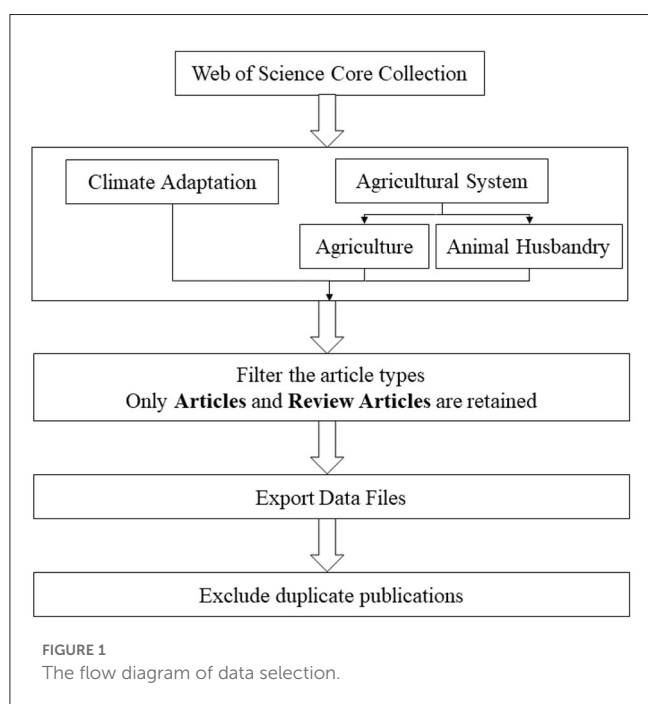 Web of Science Core Collection
Climate Adaptation
Agricultural System
Agriculture
Animal Husbandry
Filter the article types
Only Articles and Review Articles are retained
Export Data Files
Exclude duplicate publications
FIGURE 1
The flow diagram of data selection.